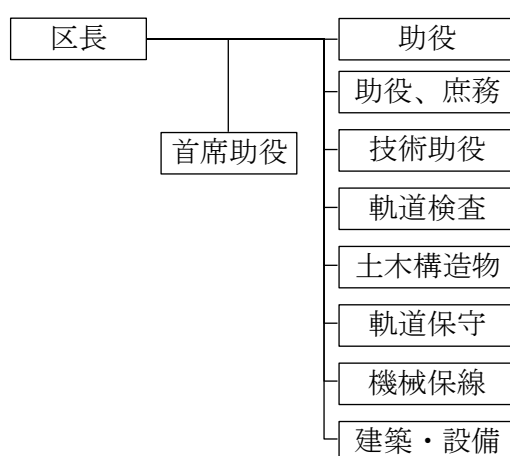 区長
助役
助役、庶務
首席助役
技術助役
軌道検査
土木構造物
軌道保守
機械保線
建築・設備